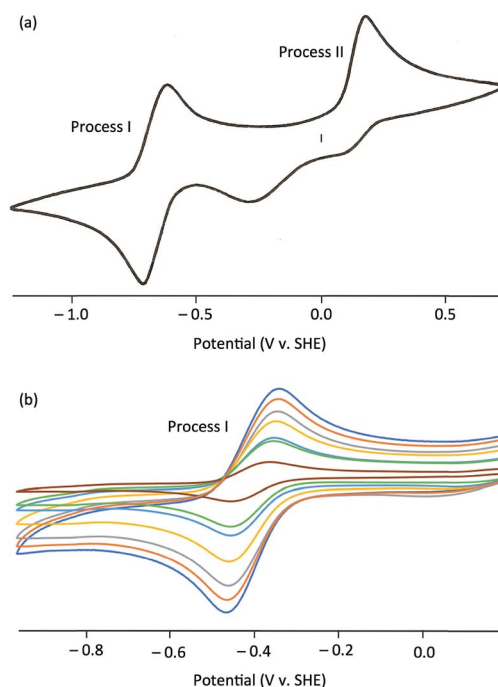 (a)
Process II
Process I
I
−1.0 −0.5 0.0 0.5
Potential (V v. SHE)
(b)
Process I
−0.8 −0.6 −0.4 −0.2 0.0
Potential (V v. SHE)